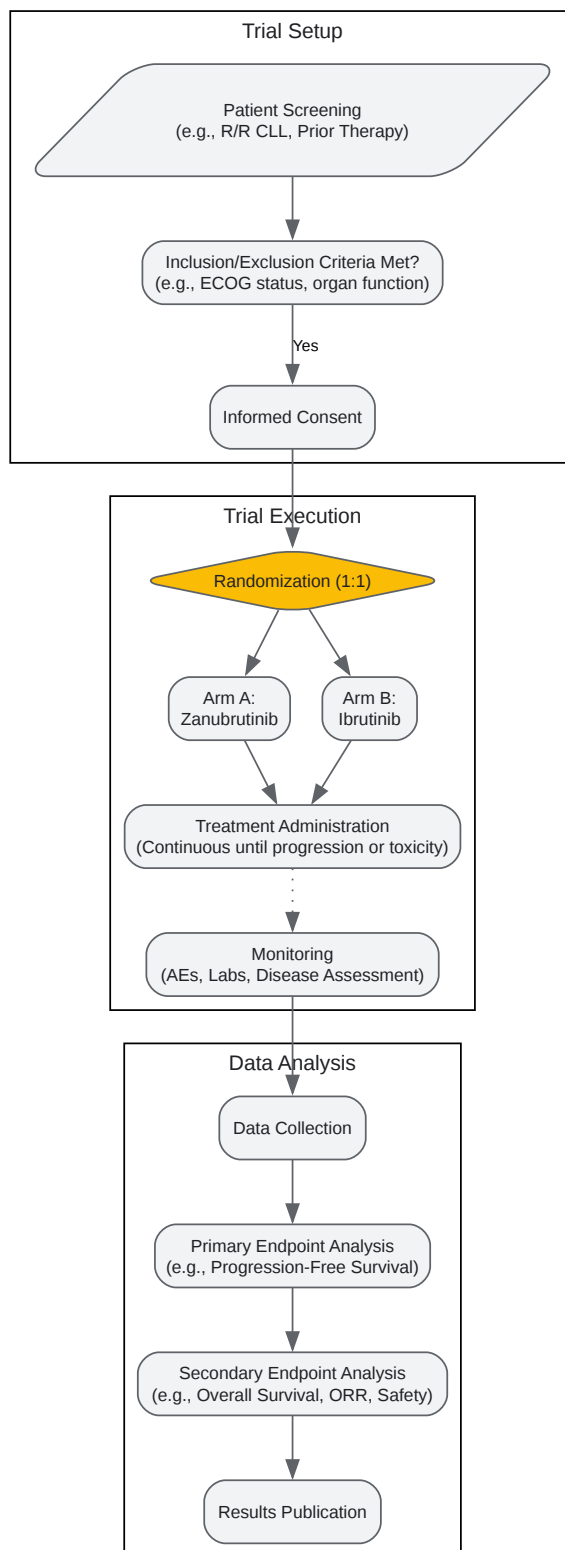 Trial Setup
Patient Screening
(e.g., R/R CLL, Prior Therapy)
Inclusion/Exclusion Criteria Met?
(e.g., ECOG status, organ function)
Yes
Informed Consent
Trial Execution
Randomization (1:1)
Arm A:
Zanubrutinib
Arm B:
Ibrutinib
Treatment Administration
(Continuous until progression or toxicity)
Monitoring
(AEs, Labs, Disease Assessment)
Data Analysis
Data Collection
Primary Endpoint Analysis
(e.g., Progression-Free Survival)
Secondary Endpoint Analysis
(e.g., Overall Survival, ORR, Safety)
Results Publication